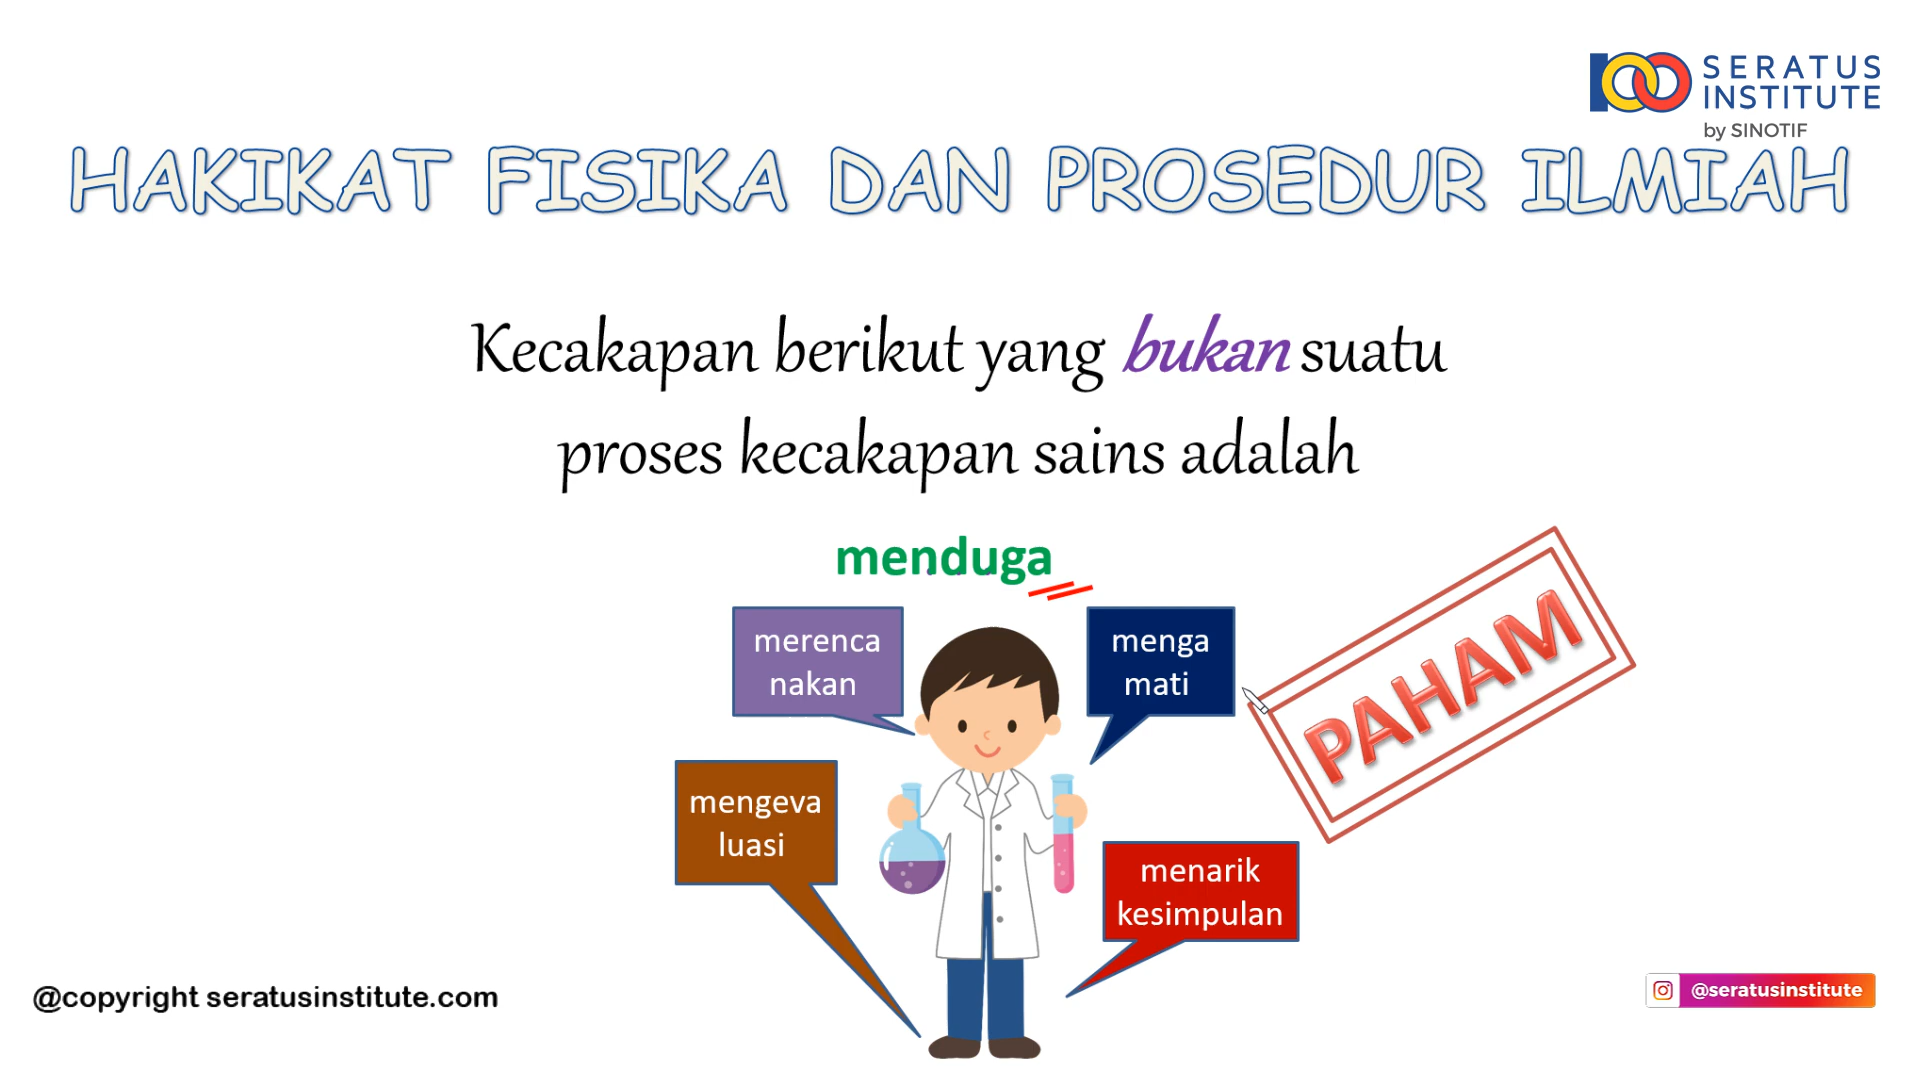 SERATUS
INSTITUTE
by SINOTIF
HAKIKAT FISIKA DAN PROSEDUR ILMIAH
Kecakapan berikut yang bukan suatu
proses kecakapan sains adalah
menduga
merenca
nakan
menga
mati
PAHAM
mengeva
luasi
menarik
kesimpulan
@copyright seratusinstitute.com
@seratusinstitute